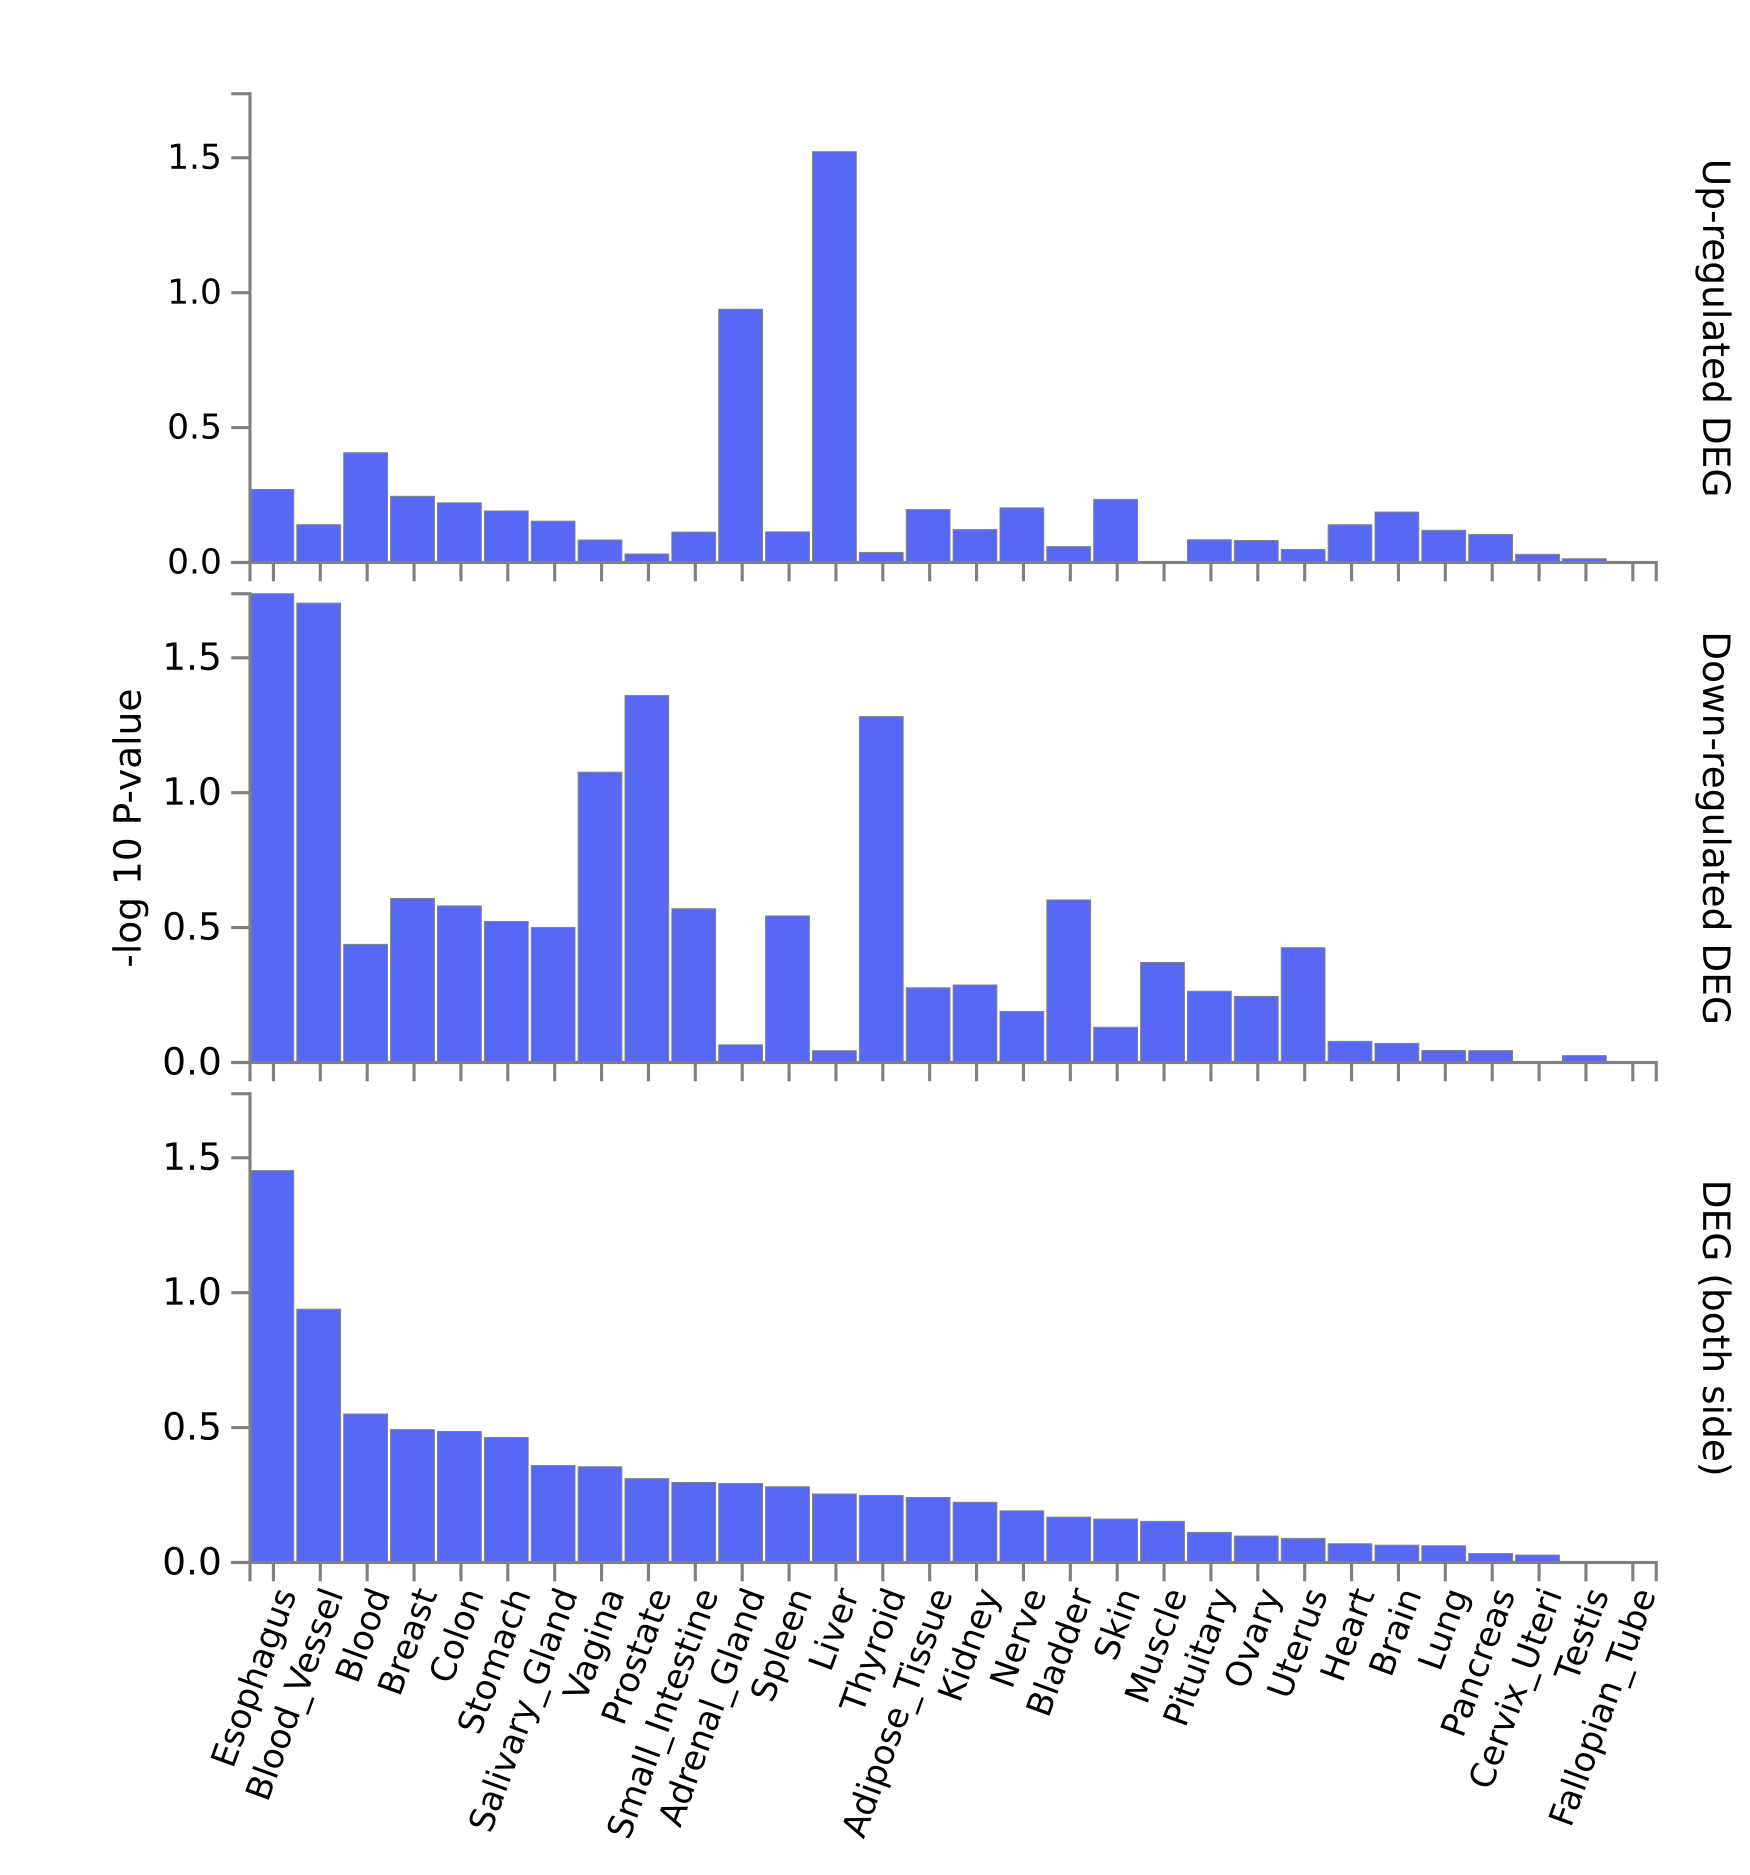 1.5
1.0
0.5
0.0
Up-regulated DEG
1.5
1.0
0.5
0.0
-log 10 P-value
Down-regulated DEG
1.5
1.0
0.5
0.0
DEG (both side)
Esophagus
Blood_Vessel
Blood
Breast
Colon
Stomach
Salivary_Gland
Vagina
Prostate
Small_Intestine
Adrenal_Gland
Spleen
Liver
Thyroid
Adipose_Tissue
Kidney
Nerve
Bladder
Skin
Muscle
Pituitary
Ovary
Uterus
Heart
Brain
Lung
Pancreas
Cervix_Uteri
Testis
Fallopian_Tube